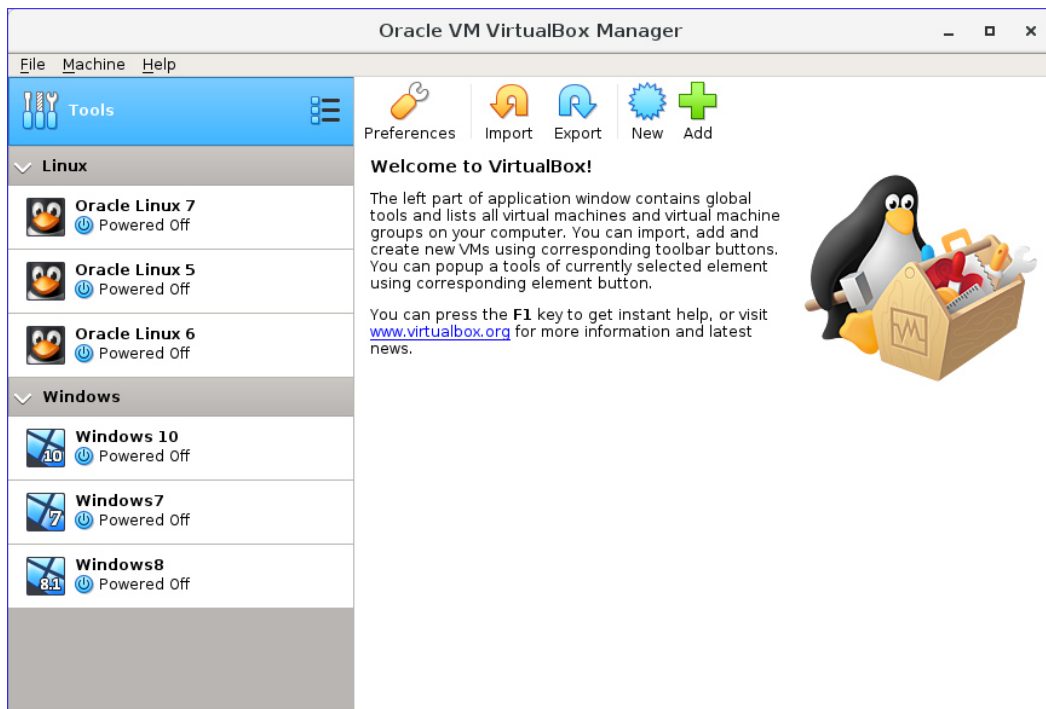 Oracle VM VirtualBox Manager
File Machine Help
Tools
Linux
Oracle Linux 7
Powered Off
Oracle Linux 5
Powered Off
Oracle Linux 6
Powered Off
Windows
Windows 10
10
Powered Off
Windows7
7
Powered Off
Windows8
8.1
Powered Off
Preferences Import Export New Add
Welcome to VirtualBox!
The left part of application window contains global
tools and lists all virtual machines and virtual machine
groups on your computer. You can import, add and
create new VMs using corresponding toolbar buttons.
You can popup a tools of currently selected element
using corresponding element button.
You can press the F1 key to get instant help, or visit
www.virtualbox.org for more information and latest
news.